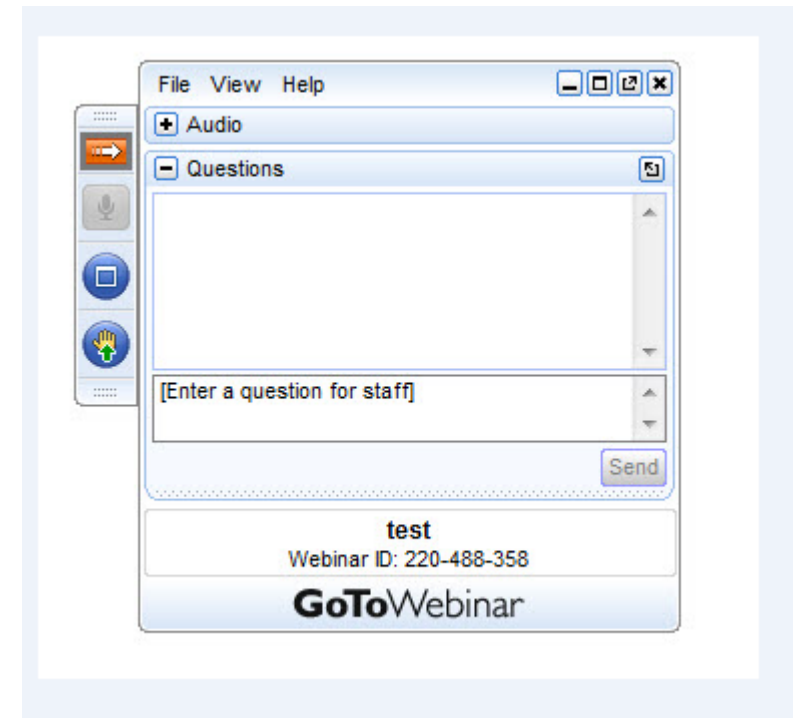 File View Help
Audio
Questions
[Enter a question for staff]
Send
test
Webinar ID: 220-488-358
GoToWebinar